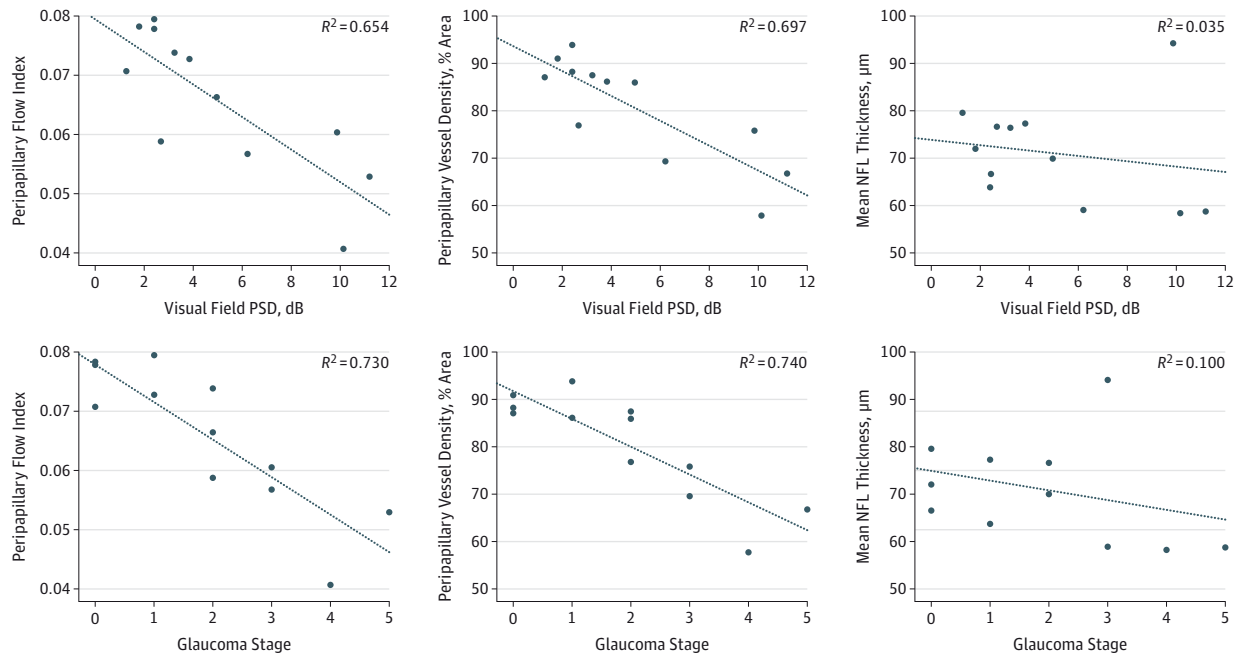 Peripapillary Flow Index
0.08
0.07
0.06
0.05
0.04
R² = 0.654
0 2 4 6 8 10 12
Visual Field PSD, dB
Peripapillary Vessel Density, % Area
100
90
80
70
60
50
R² = 0.697
0 2 4 6 8 10 12
Visual Field PSD, dB
Mean NFL Thickness, µm
100
90
80
70
60
50
R² = 0.035
0 2 4 6 8 10 12
Visual Field PSD, dB
Peripapillary Flow Index
0.08
0.07
0.06
0.05
0.04
R² = 0.730
0 1 2 3 4 5
Glaucoma Stage
Peripapillary Vessel Density, % Area
100
90
80
70
60
50
R² = 0.740
0 1 2 3 4 5
Glaucoma Stage
Mean NFL Thickness, µm
100
90
80
70
60
50
R² = 0.100
0 1 2 3 4 5
Glaucoma Stage